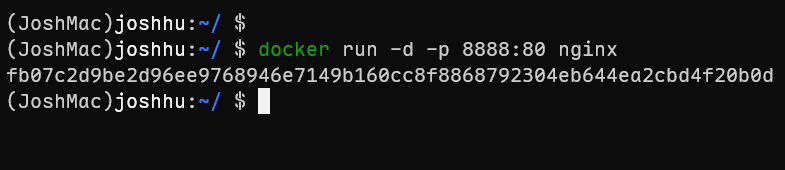 (JoshMac)joshhu:~/ $
(JoshMac)joshhu:~/ $ docker run -d -p 8888:80 nginx
fb07c2d9be2d96ee9768946e7149b160cc8f8868792304eb644ea2cbd4f20b0d
(JoshMac)joshhu:~/ $